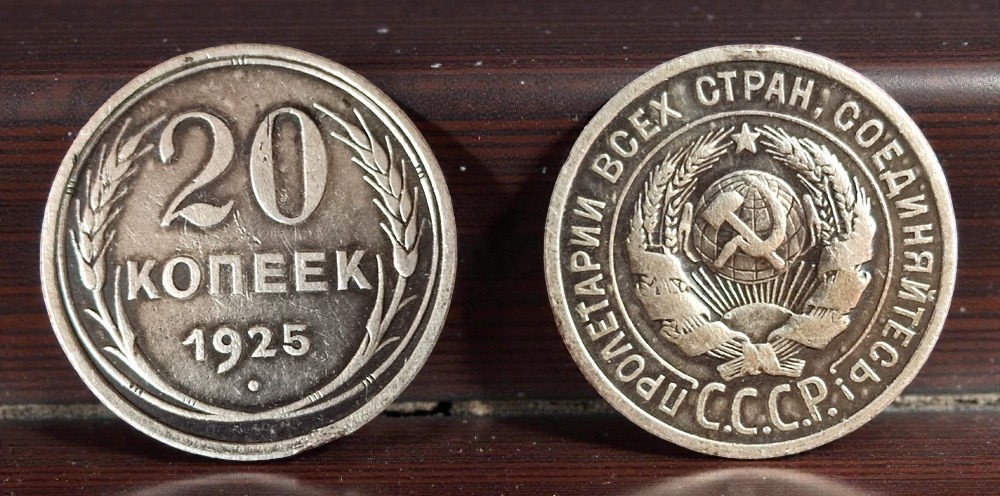 20
КОПЕЕК
1925
ПРОЛЕТАРИИ ВСЕХ СТРАН, СОЕДИНЯЙТЕСЬ!
С.С.С.Р.